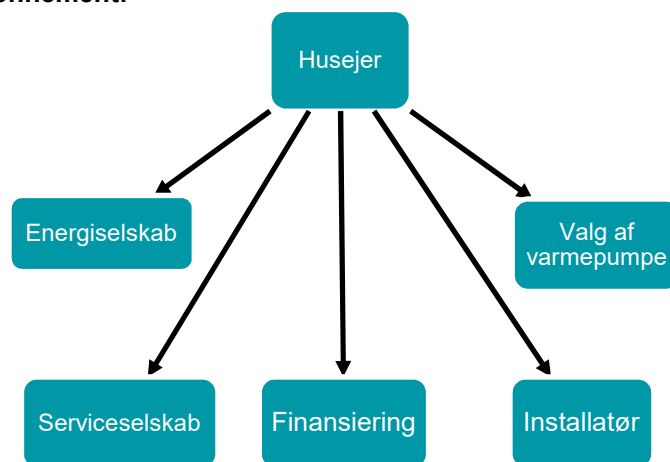 Husejer
Energiselskab
Valg af
varmepumpe
Serviceselskab
Finansiering
Installatør